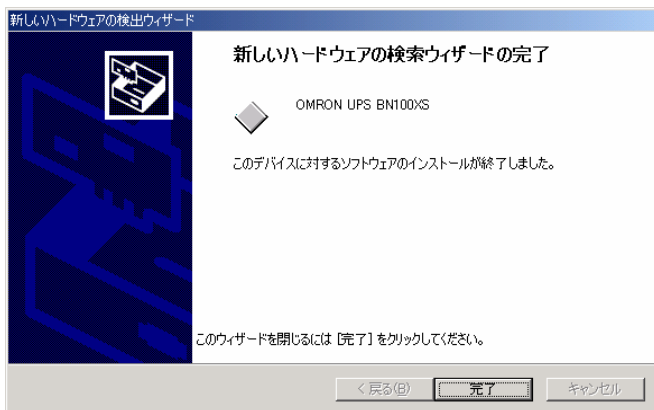 新しいハードウェアの検出ウィザード
新しいハードウェアの検索ウィザードの完了
OMRON UPS BN100XS
このデバイスに対するソフトウェアのインストールが終了しました。
このウィザードを閉じるには [完了] をクリックしてください。
< 戻る(B) 完了 キャンセル